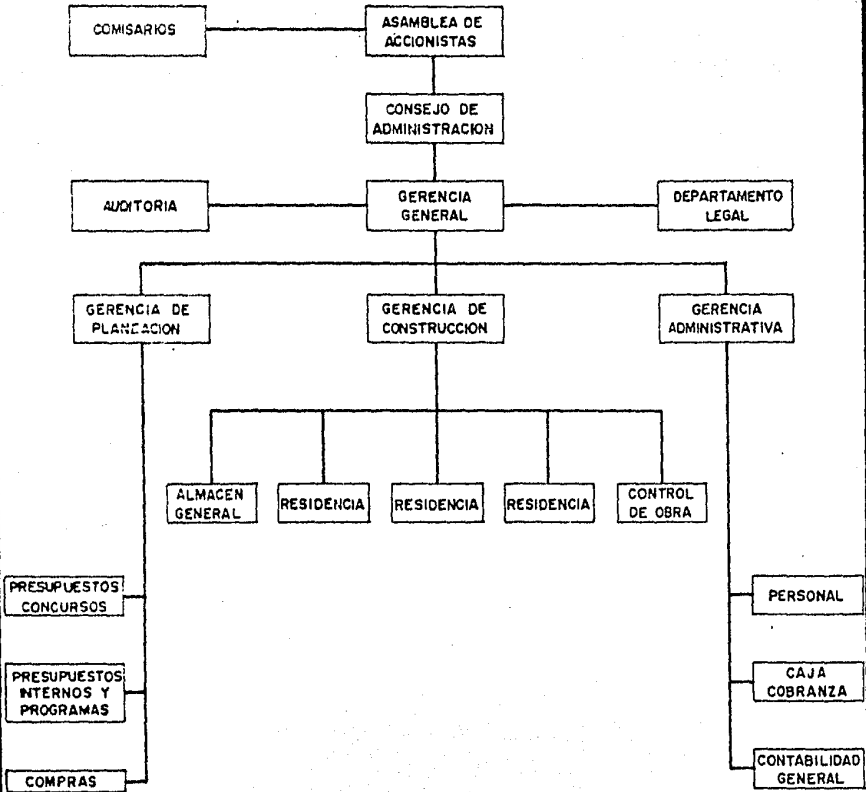 COMISARIOS
ASAMBLEA DE
ACCIONISTAS
CONSEJO DE
ADMINISTRACION
AUDITORIA
GERENCIA
GENERAL
DEPARTAMENTO
LEGAL
GERENCIA DE
PLANEACION
GERENCIA DE
CONSTRUCCION
GERENCIA
ADMINISTRATIVA
ALMACEN
GENERAL
RESIDENCIA
RESIDENCIA
RESIDENCIA
CONTROL
DE OBRA
PRESUPUESTOS
CONCURSOS
PRESUPUESTOS
INTERNOS Y
PROGRAMAS
COMPRAS
PERSONAL
CAJA
COBRANZA
CONTABILIDAD
GENERAL